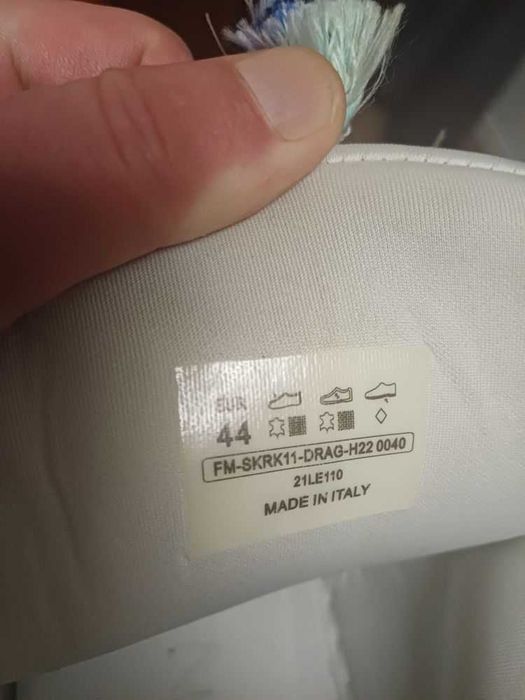 EUR
44
FM-SKRK11-DRAG-H22 0040
21LE110
MADE IN ITALY